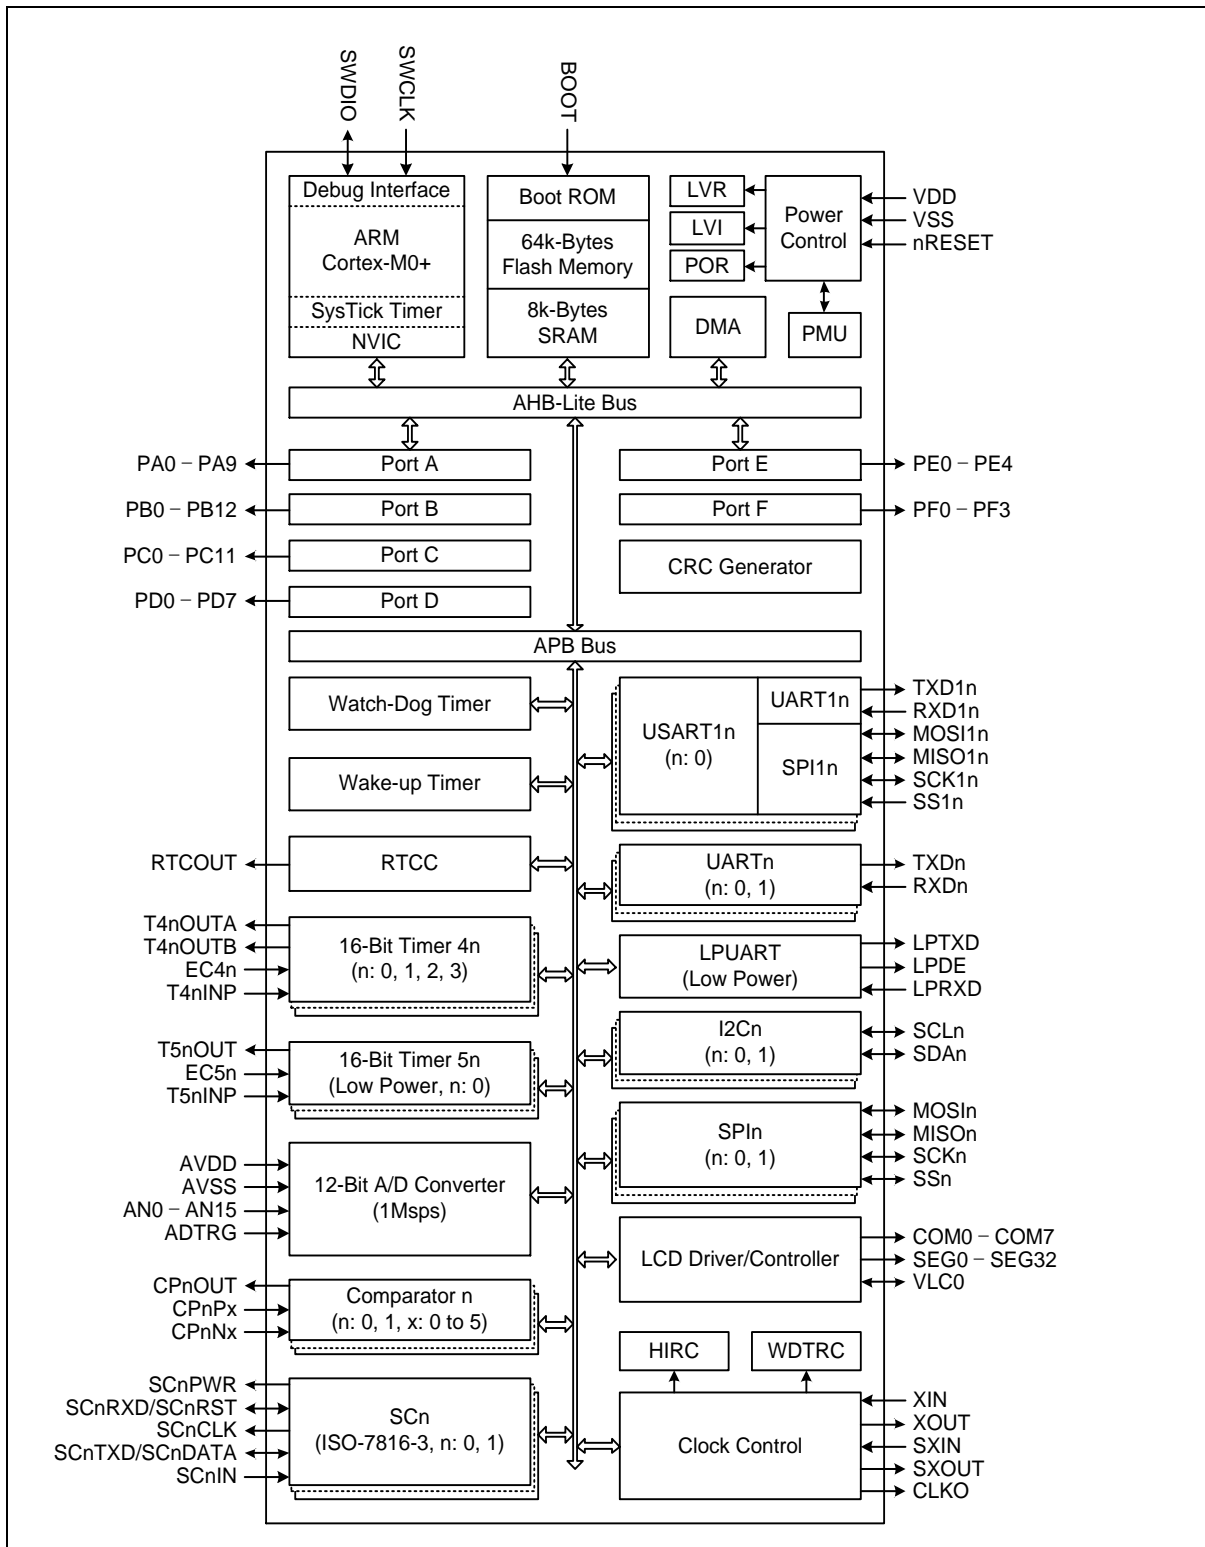 SWDIO
SWCLK
BOOT
Debug Interface
ARM
Cortex-M0+
SysTick Timer
NVIC
Boot ROM
64k-Bytes
Flash Memory
8k-Bytes
SRAM
LVR
LVI
POR
Power
Control
DMA
PMU
VDD
VSS
nRESET
AHB-Lite Bus
PA0 – PA9
Port A
Port E
PE0 – PE4
PB0 – PB12
Port B
Port F
PF0 – PF3
PC0 – PC11
Port C
CRC Generator
PD0 – PD7
Port D
APB Bus
Watch-Dog Timer
USART1n
(n: 0)
UART1n
SPI1n
TXD1n
RXD1n
MOSI1n
MISO1n
SCK1n
SS1n
Wake-up Timer
RTCOUT
RTCC
UARTn
(n: 0, 1)
TXDn
RXDn
T4nOUTA
T4nOUTB
EC4n
T4nINP
16-Bit Timer 4n
(n: 0, 1, 2, 3)
LPUART
(Low Power)
LPTXD
LPDE
LPRXD
T5nOUT
EC5n
T5nINP
16-Bit Timer 5n
(Low Power, n: 0)
I2Cn
(n: 0, 1)
SCLn
SDAn
SPIn
(n: 0, 1)
MOSIn
MISOn
SCKn
SSn
AVDD
AVSS
AN0 – AN15
ADTRG
12-Bit A/D Converter
(1Msps)
LCD Driver/Controller
COM0 – COM7
SEG0 – SEG32
VLC0
CPnOUT
CPnPx
CPnNx
Comparator n
(n: 0, 1, x: 0 to 5)
HIRC
WDTRC
SCnPWR
SCnRXD/SCnRST
SCnCLK
SCnTXD/SCnDATA
SCnIN
SCn
(ISO-7816-3, n: 0, 1)
Clock Control
XIN
XOUT
SXIN
SXOUT
CLKO